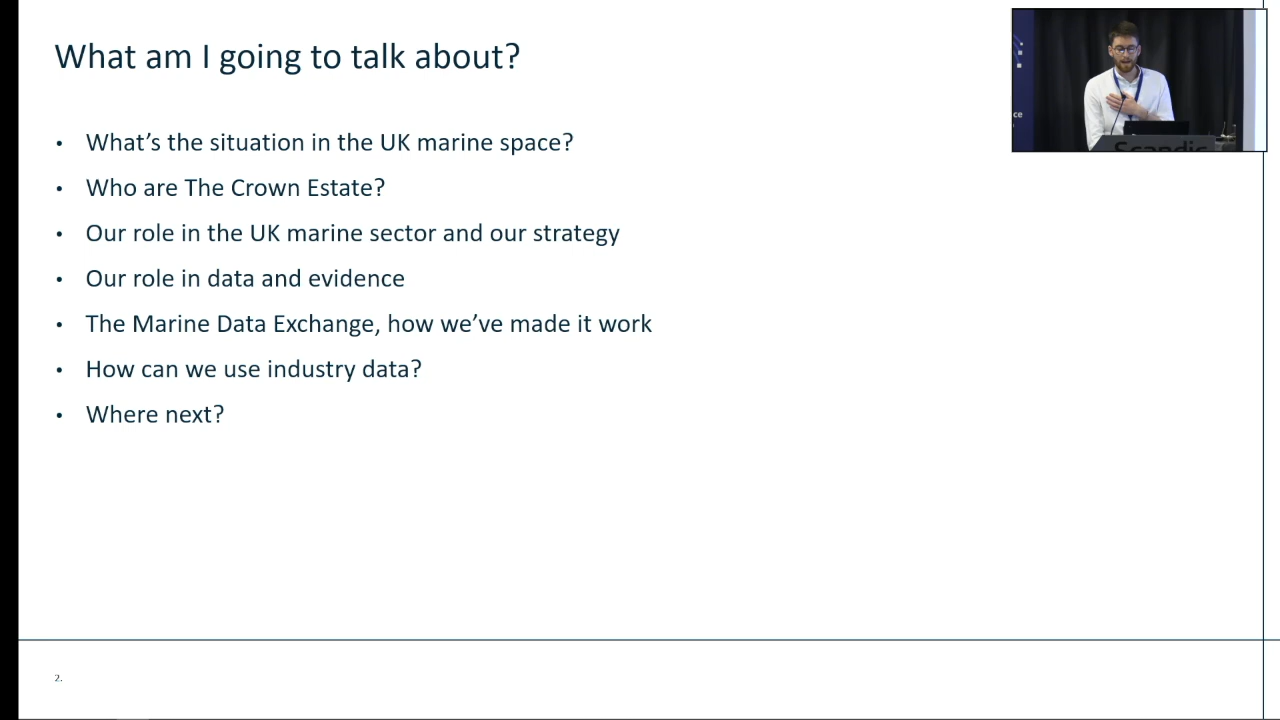 What am I going to talk about?
• What's the situation in the UK marine space?
• Who are The Crown Estate?
• Our role in the UK marine sector and our strategy
• Our role in data and evidence
• The Marine Data Exchange, how we've made it work
• How can we use industry data?
• Where next?
ce
Scandic
2.